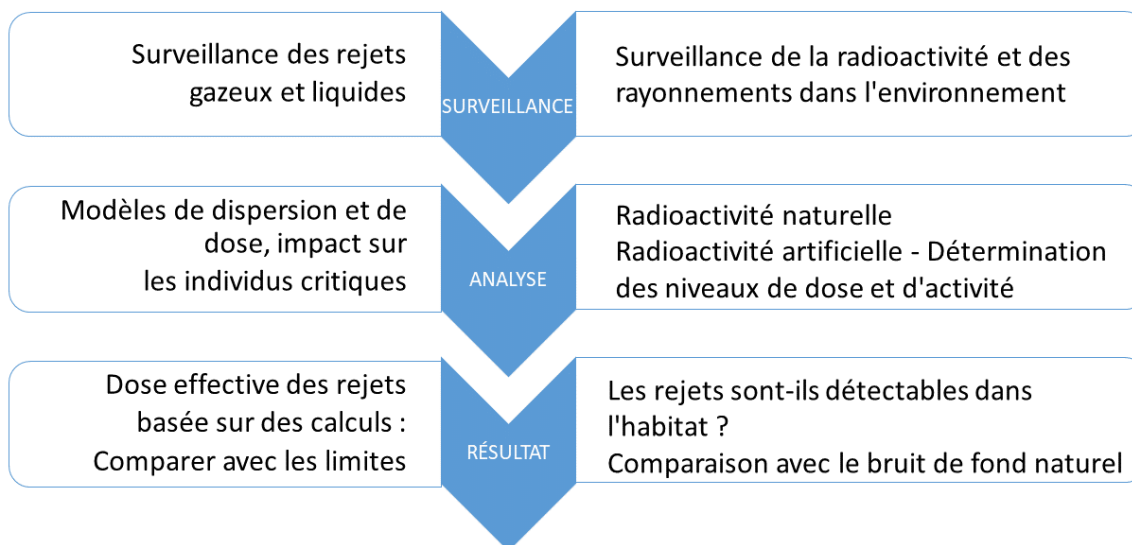 Surveillance des rejets
gazeux et liquides
SURVEILLANCE
Surveillance de la radioactivité et des
rayonnements dans l'environnement
Modèles de dispersion et de
dose, impact sur
les individus critiques
ANALYSE
Radioactivité naturelle
Radioactivité artificielle - Détermination
des niveaux de dose et d'activité
Dose effective des rejets
basée sur des calculs :
Comparer avec les limites
RÉSULTAT
Les rejets sont-ils détectables dans
l'habitat ?
Comparaison avec le bruit de fond naturel